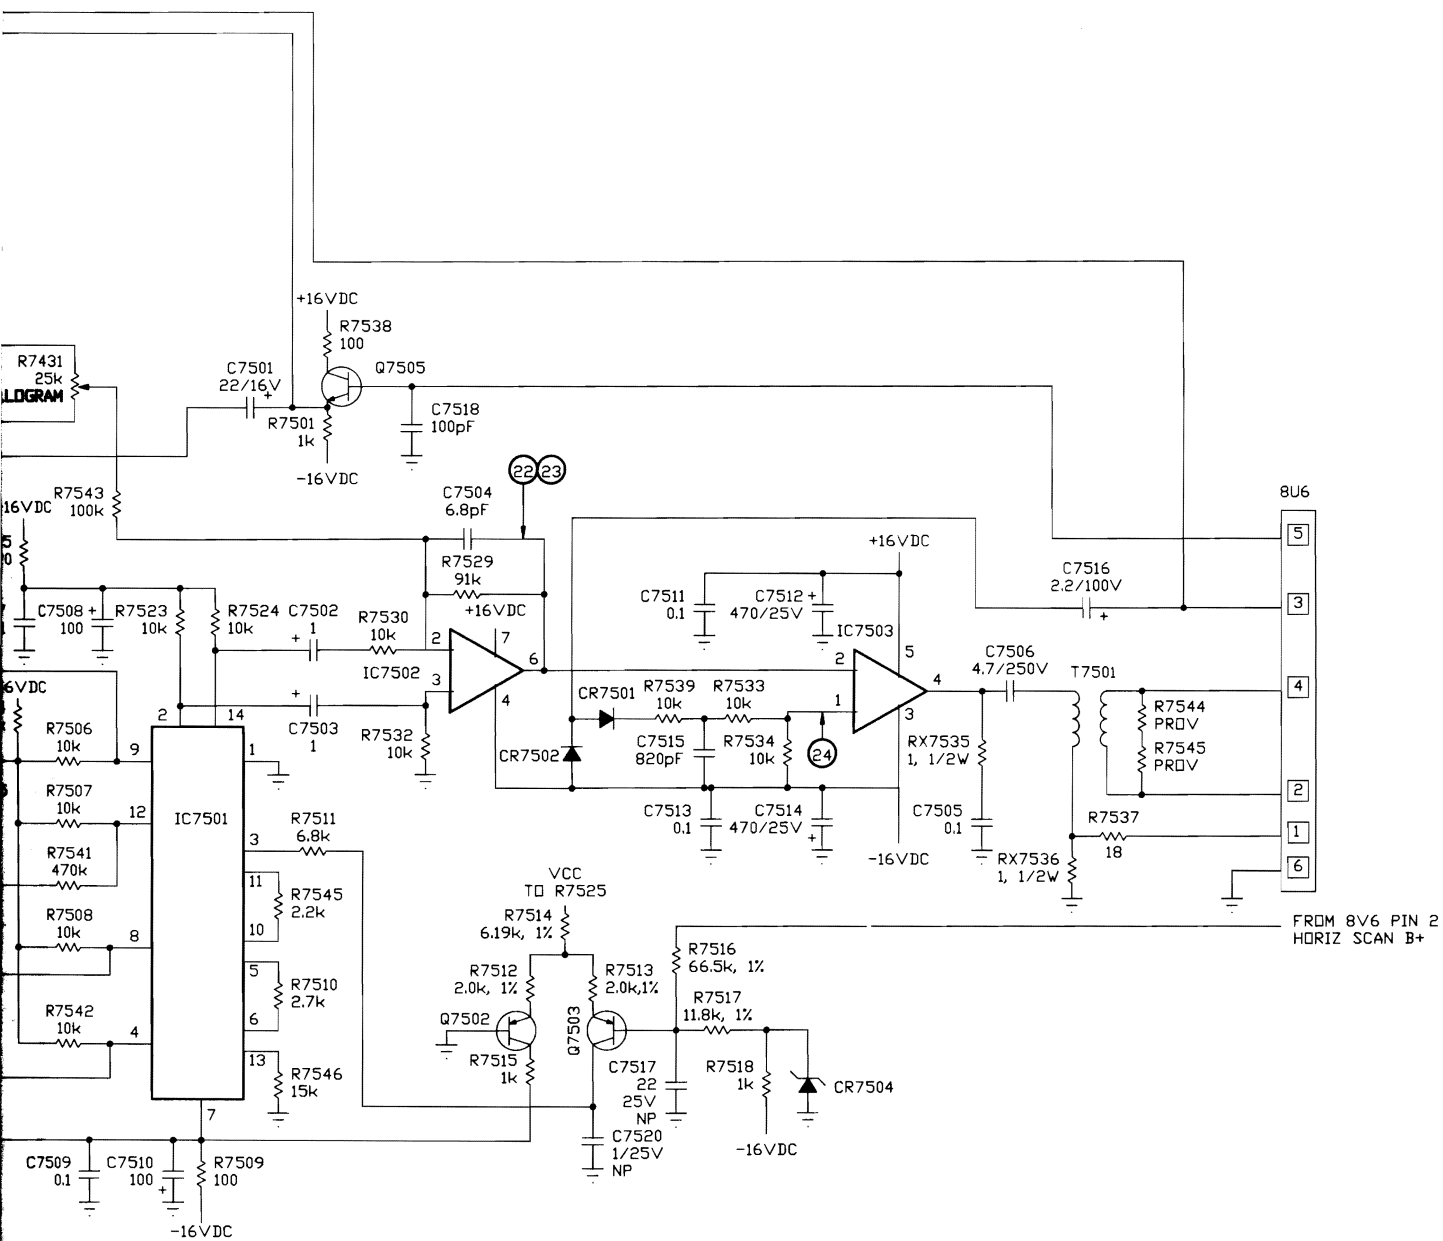 +16VDC
R7538
100
R7431
25k
LOGRAM
C7501
22/16V
+
Q7505
R7501
1k
C7518
100pF
-16VDC
22
23
8U6
R7543
100k
16VDC
C7504
6.8pF
5
+16VDC
R7529
91k
+16VDC
C7516
2.2/100V
+
3
C7508 +
100
R7523
10k
R7524
10k
C7502
1
+
R7530
10k
2
7
6
C7511
0.1
C7512 +
470/25V
IC7503
IC7502
3
4
2
5
4
C7506
4.7/250V
T7501
4
6VDC
+
C7503
1
CR7501
R7539
10k
R7533
10k
1
3
R7544
PROV
2
14
R7506
10k
9
1
R7532
10k
CR7502
C7515
820pF
R7534
10k
24
RX7535
1, 1/2W
R7545
PROV
R7507
10k
12
IC7501
R7511
6.8k
3
C7513
0.1
C7514
470/25V
+
C7505
0.1
2
R7537
18
1
R7541
470k
-16VDC
RX7536
1, 1/2W
6
11
R7545
2.2k
10
VCC
TO R7525
R7508
10k
8
R7514
6.19k, 1%
FROM 8V6 PIN 2
HORIZ SCAN B+
5
R7510
2.7k
6
R7512
2.0k, 1%
R7513
2.0k,1%
R7516
66.5k, 1%
R7542
10k
4
Q7502
Q7503
R7517
11.8k, 1%
13
R7546
15k
R7515
1k
C7517
22
25V
NP
R7518
1k
CR7504
7
C7509
0.1
C7510
100
+
R7509
100
C7520
1/25V
NP
-16VDC
-16VDC